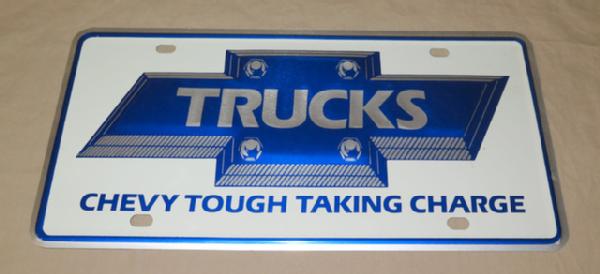 TRUCKS
CHEVY TOUGH TAKING CHARGE